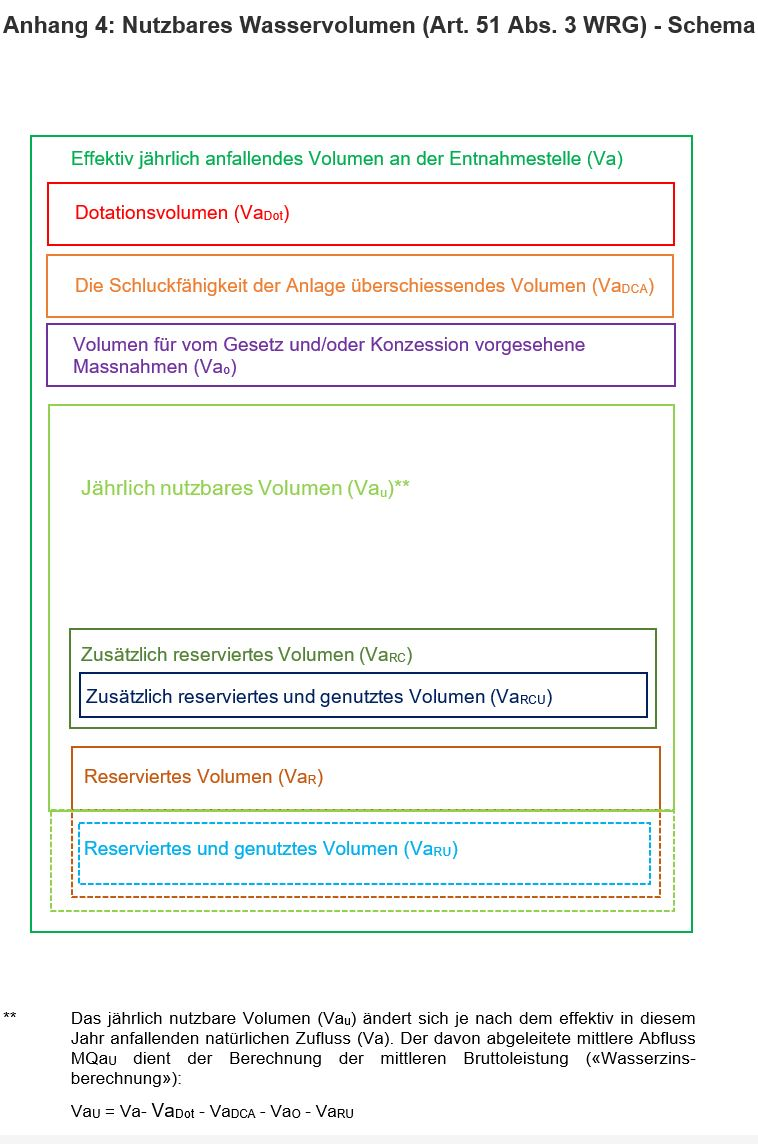 Anhang 4: Nutzbares Wasservolumen (Art. 51 Abs. 3 WRG) - Schema
Effektiv jährlich anfallendes Volumen an der Entnahmestelle (Va)
Dotationsvolumen (VaDot)
Die Schluckfähigkeit der Anlage überschiessendes Volumen (VaDCA)
Volumen für vom Gesetz und/oder Konzession vorgesehene
Massnahmen (Vao)
Jährlich nutzbares Volumen (Vau)**
Zusätzlich reserviertes Volumen (VaRC)
Zusätzlich reserviertes und genutztes Volumen (VaRCU)
Reserviertes Volumen (VaR)
Reserviertes und genutztes Volumen (VaRU)
** Das jährlich nutzbare Volumen (Vau) ändert sich je nach dem effektiv in diesem
Jahr anfallenden natürlichen Zufluss (Va). Der davon abgeleitete mittlere Abfluss
MQaU dient der Berechnung der mittleren Bruttoleistung («Wasserzins-
berechnung»):
VaU = Va- VaDot - VaDCA - VaO - VaRU